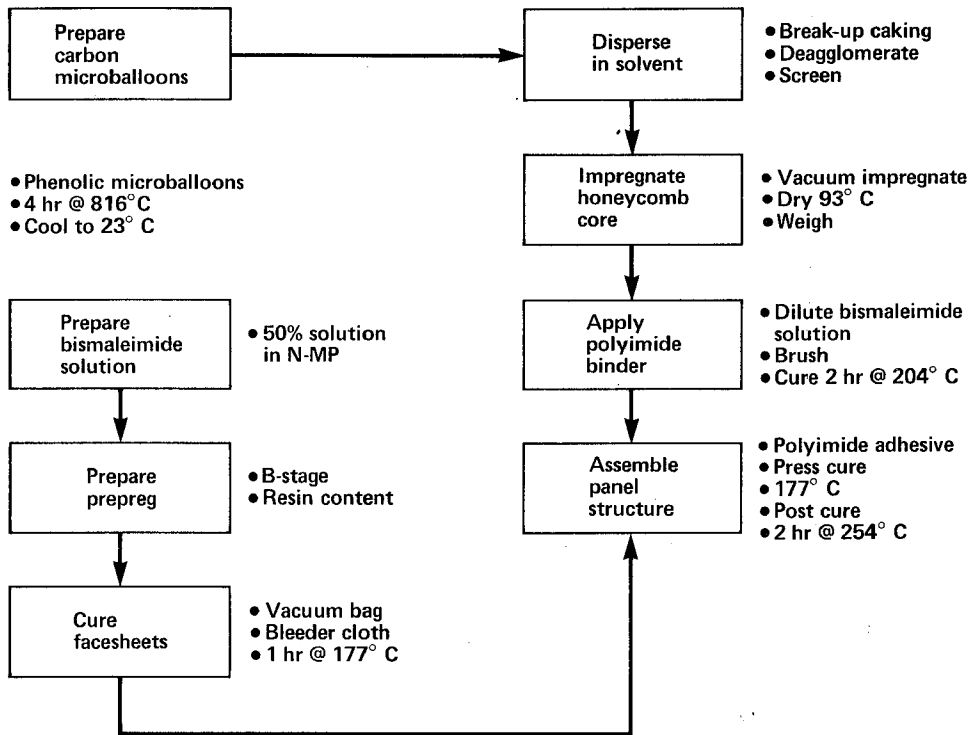 Prepare
carbon
microballoons
Disperse
in solvent
• Break-up caking
• Deagglomerate
• Screen
• Phenolic microballoons
• 4 hr @ 816° C
• Cool to 23° C
Impregnate
honeycomb
core
• Vacuum impregnate
• Dry 93° C
• Weigh
Prepare
bismaleimide
solution
• 50% solution
in N-MP
Apply
polyimide
binder
• Dilute bismaleimide
solution
• Brush
• Cure 2 hr @ 204° C
Prepare
prepreg
• B-stage
• Resin content
Assemble
panel
structure
• Polyimide adhesive
• Press cure
• 177° C
• Post cure
• 2 hr @ 254° C
Cure
facesheets
• Vacuum bag
• Bleeder cloth
• 1 hr @ 177° C